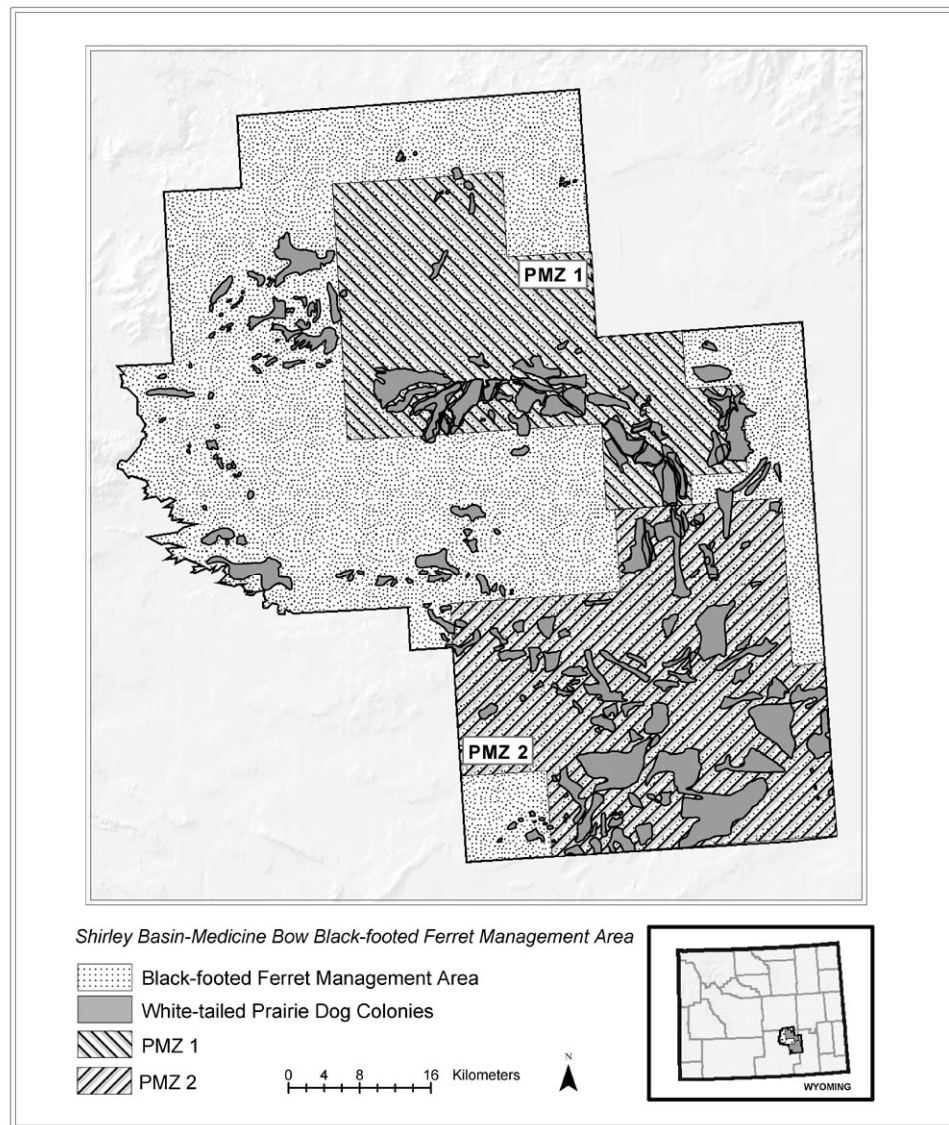 PMZ 1
PMZ 2
Shirley Basin-Medicine Bow Black-footed Ferret Management Area
Black-footed Ferret Management Area
White-tailed Prairie Dog Colonies
PMZ 1
PMZ 2
0 4 8 16 Kilometers
N
WYOMING